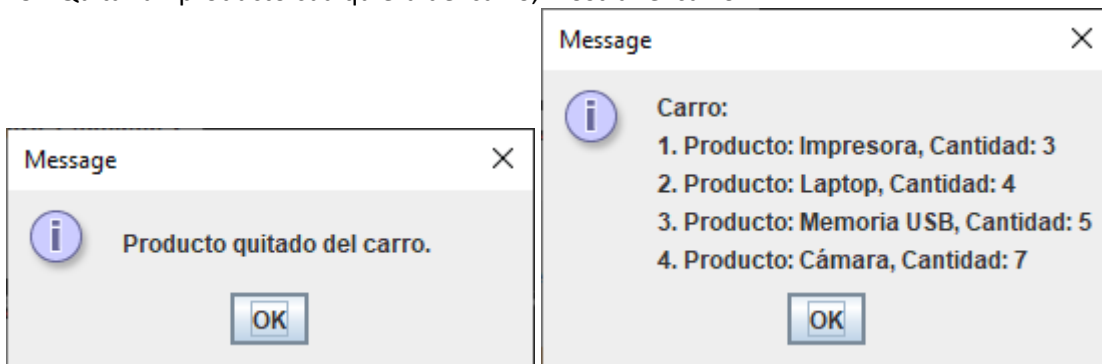 Message
Producto quitado del carro.
OK
Message
Carro:
1. Producto: Impresora, Cantidad: 3
2. Producto: Laptop, Cantidad: 4
3. Producto: Memoria USB, Cantidad: 5
4. Producto: Cámara, Cantidad: 7
OK